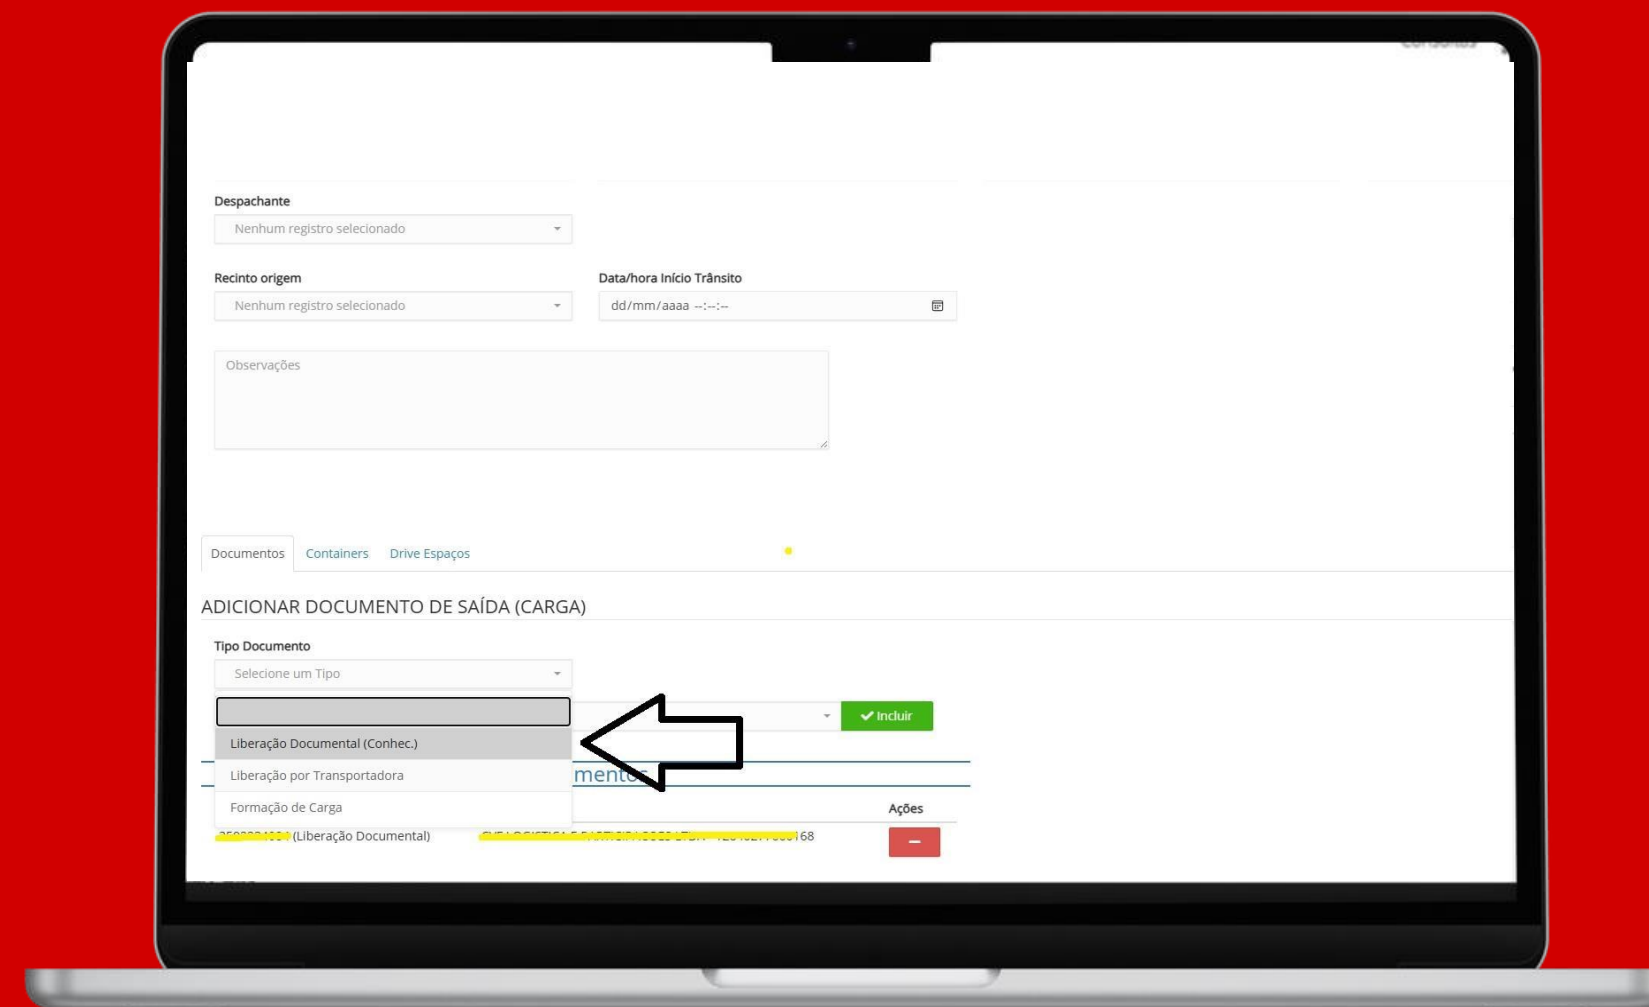 Despachante
Nenhum registro selecionado
Recinto origem
Data/hora Início Trânsito
Nenhum registro selecionado
dd/mm/aaaa --:--:--
Observações
Documentos Containers Drive Espaços
ADICIONAR DOCUMENTO DE SAÍDA (CARGA)
Tipo Documento
Selecione um Tipo
Incluir
Liberação Documental (Conhec.)
Liberação por Transportadora
Formação de Carga
Ações
(Liberação Documental)
168